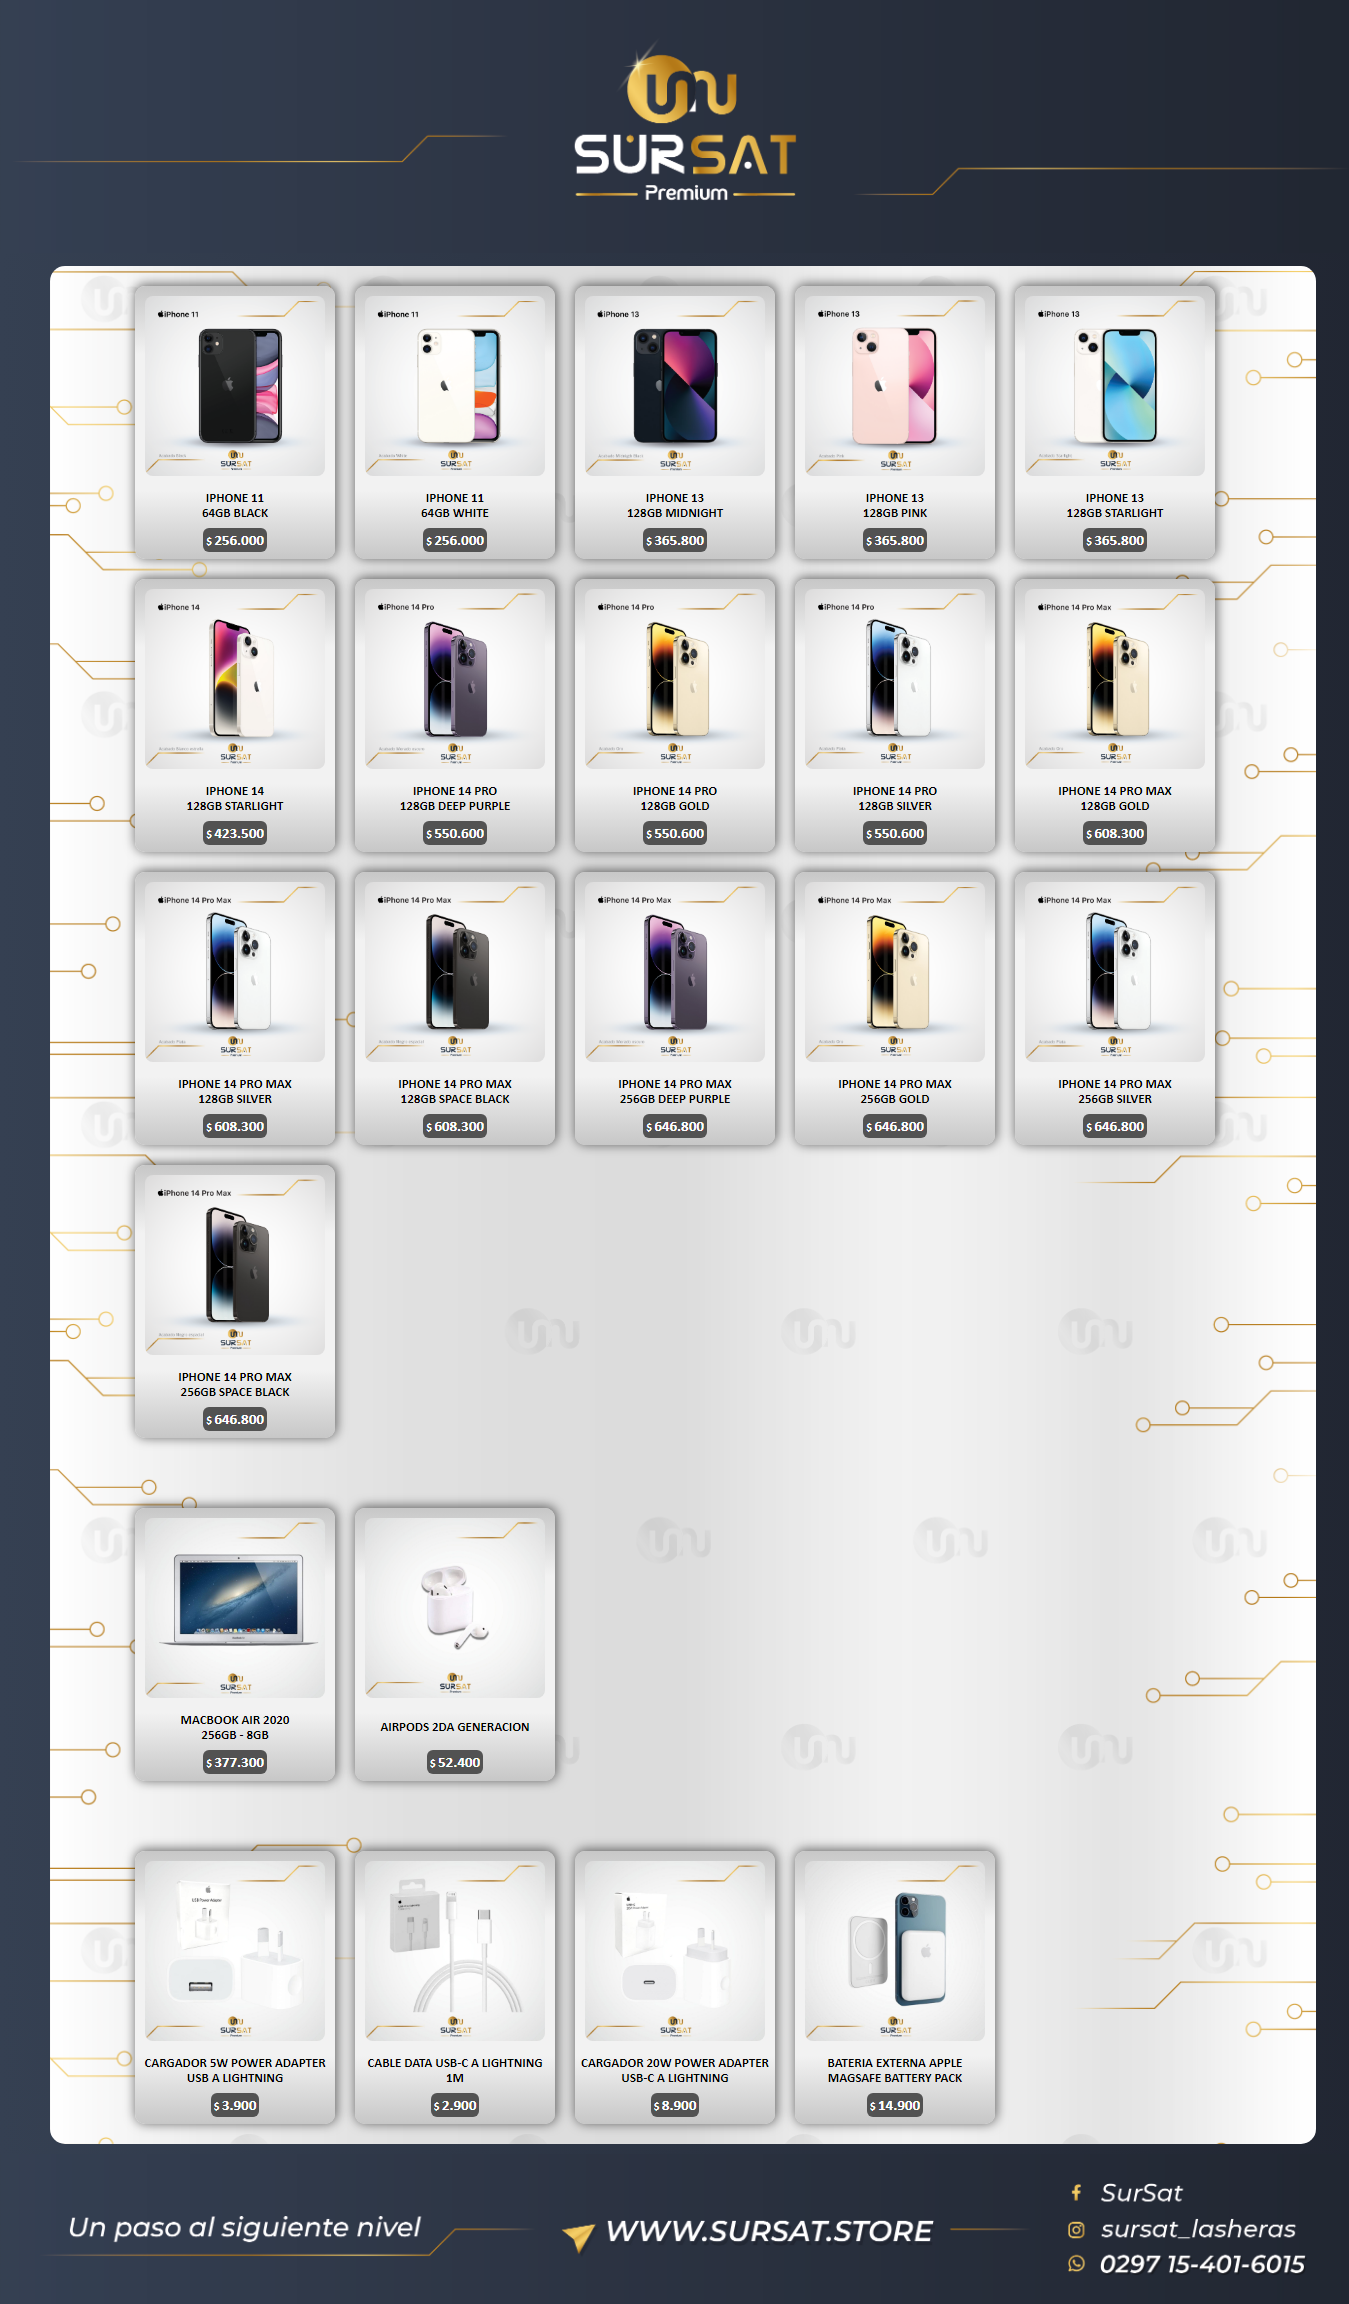 SURSAT
Premium
iPhone 11
IPHONE 11
64GB BLACK
$ 256.000
iPhone 11
IPHONE 11
64GB WHITE
$ 256.000
iPhone 13
IPHONE 13
128GB MIDNIGHT
$ 365.800
iPhone 13
IPHONE 13
128GB PINK
$ 365.800
iPhone 13
IPHONE 13
128GB STARLIGHT
$ 365.800
iPhone 14
IPHONE 14
128GB STARLIGHT
$ 423.500
iPhone 14 Pro
IPHONE 14 PRO
128GB DEEP PURPLE
$ 550.600
iPhone 14 Pro
IPHONE 14 PRO
128GB GOLD
$ 550.600
iPhone 14 Pro
IPHONE 14 PRO
128GB SILVER
$ 550.600
iPhone 14 Pro Max
IPHONE 14 PRO MAX
128GB GOLD
$ 608.300
iPhone 14 Pro Max
IPHONE 14 PRO MAX
128GB SILVER
$ 608.300
iPhone 14 Pro Max
IPHONE 14 PRO MAX
128GB SPACE BLACK
$ 608.300
iPhone 14 Pro Max
IPHONE 14 PRO MAX
256GB DEEP PURPLE
$ 646.800
iPhone 14 Pro Max
IPHONE 14 PRO MAX
256GB GOLD
$ 646.800
iPhone 14 Pro Max
IPHONE 14 PRO MAX
256GB SILVER
$ 646.800
iPhone 14 Pro Max
IPHONE 14 PRO MAX
256GB SPACE BLACK
$ 646.800
MACBOOK AIR 2020
256GB - 8GB
$ 377.300
AIRPODS 2DA GENERACION
$ 52.400
CARGADOR 5W POWER ADAPTER
USB A LIGHTNING
$ 3.900
CABLE DATA USB-C A LIGHTNING
1M
$ 2.900
CARGADOR 20W POWER ADAPTER
USB-C A LIGHTNING
$ 8.900
BATERIA EXTERNA APPLE
MAGSAFE BATTERY PACK
$ 14.900
Un paso al siguiente nivel
WWW.SURSAT.STORE
SurSat
sursat_lasheras
0297 15-401-6015